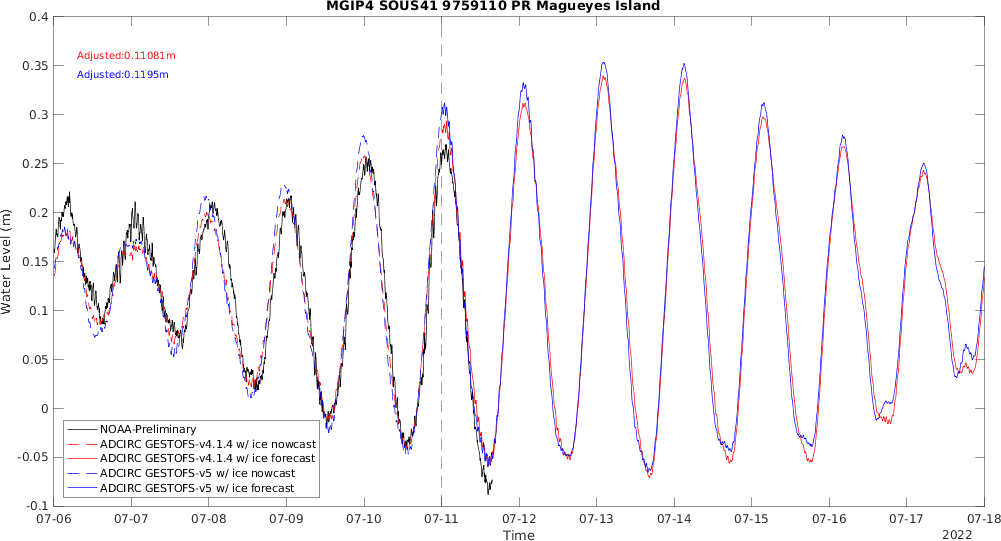 MGIP4 SOUS41 9759110 PR Magueyes Island
Adjusted:0.11081m
Adjusted:0.1195m
Water Level (m)
0.4
0.35
0.3
0.25
0.2
0.15
0.1
0.05
0
-0.05
-0.1
NOAA-Preliminary
ADCIRC GESTOFS-v4.1.4 w/ ice nowcast
ADCIRC GESTOFS-v4.1.4 w/ ice forecast
ADCIRC GESTOFS-v5 w/ ice nowcast
ADCIRC GESTOFS-v5 w/ ice forecast
07-06 07-07 07-08 07-09 07-10 07-11 07-12 07-13 07-14 07-15 07-16 07-17 07-18
Time
2022